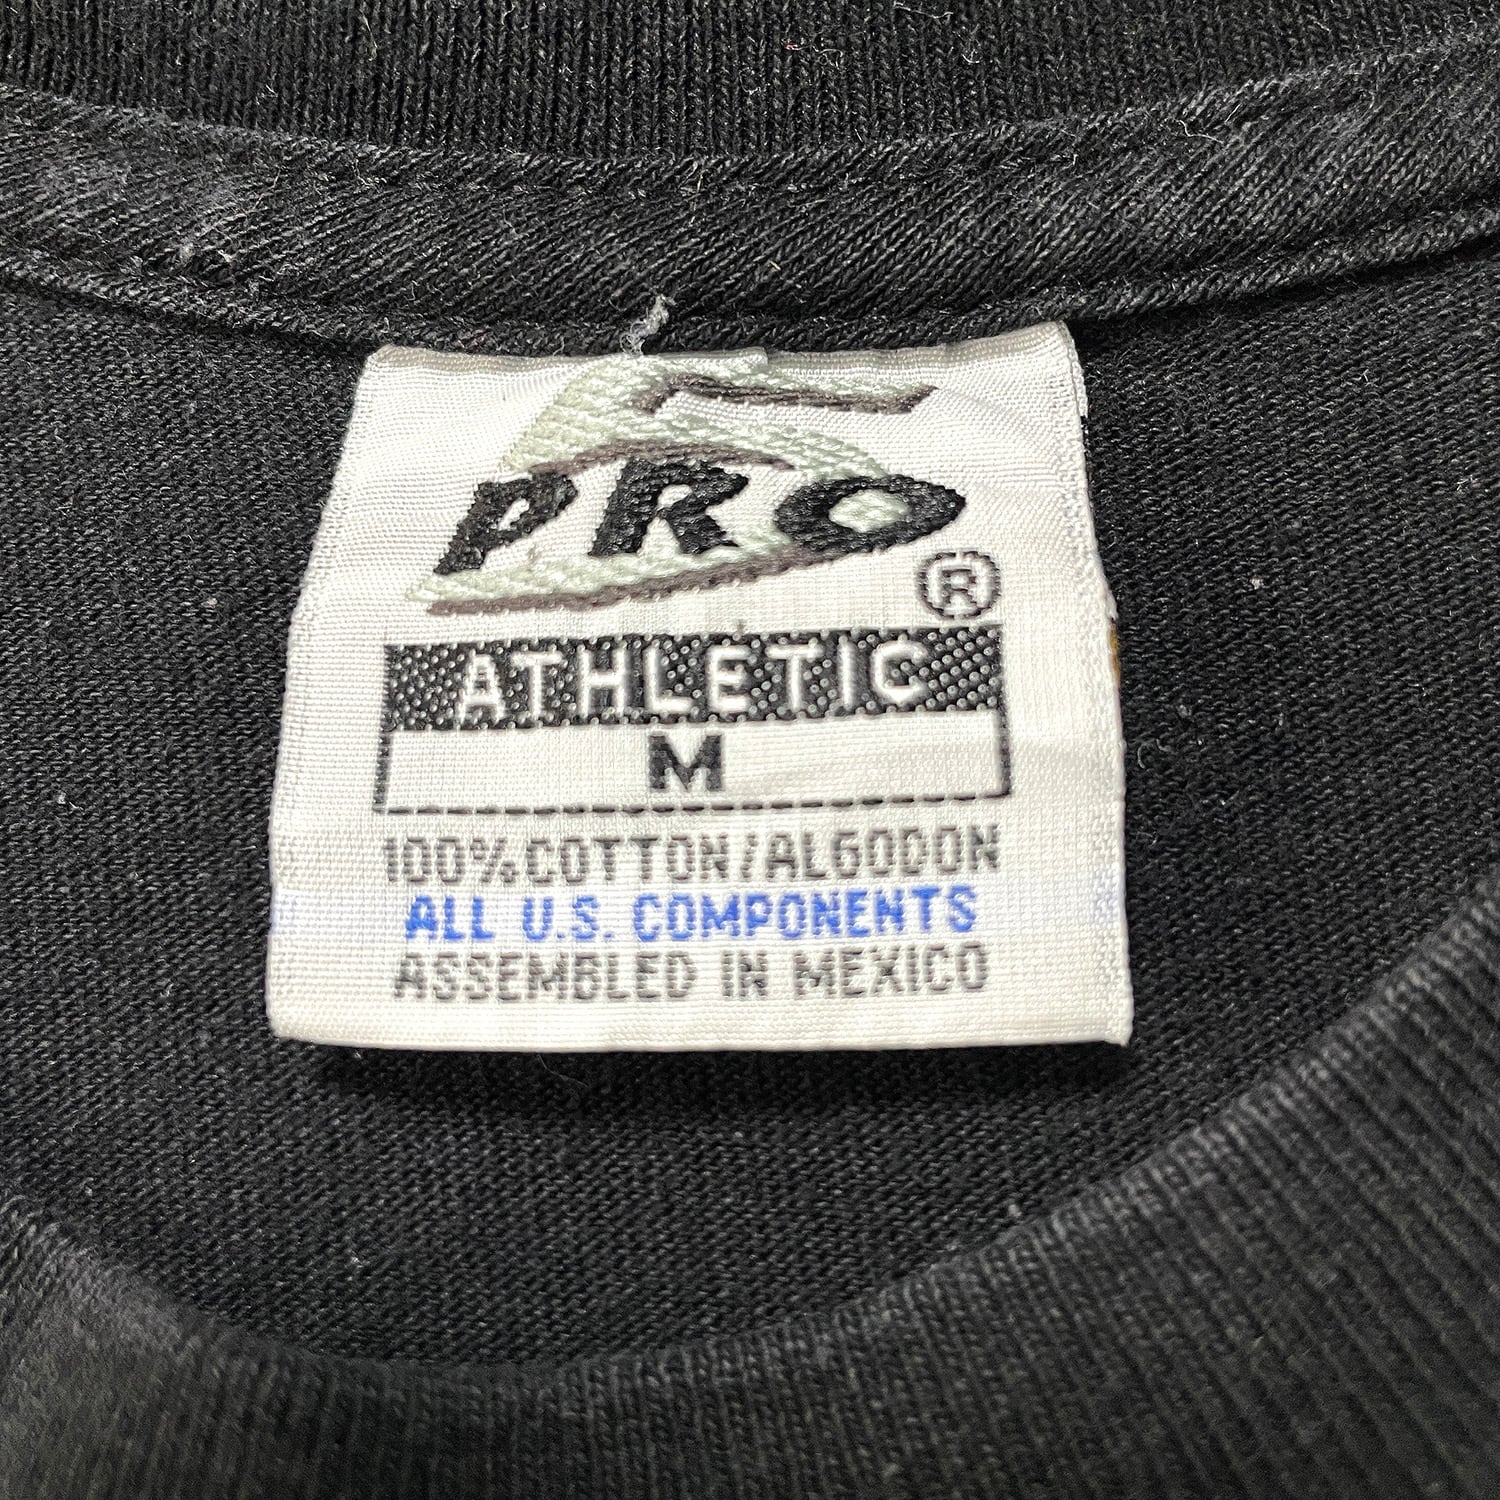 PRO
®
ATHLETIC
M
100%COTTON/ALGODON
ALL U.S. COMPONENTS
ASSEMBLED IN MEXICO